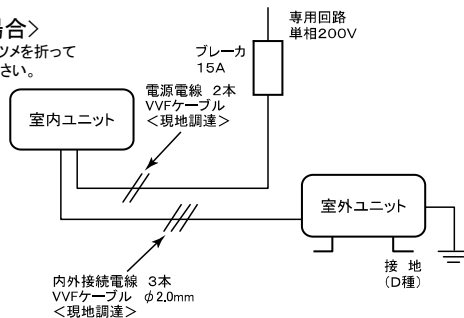 場合>
ツメを折って
さい。
専用回路
単相200V
ブレーカ
15A
電源電線 2本
VVFケーブル
<現地調達>
室内ユニット
室外ユニット
接 地
(D種)
内外接続電線 3本
VVFケーブル φ2.0mm
<現地調達>